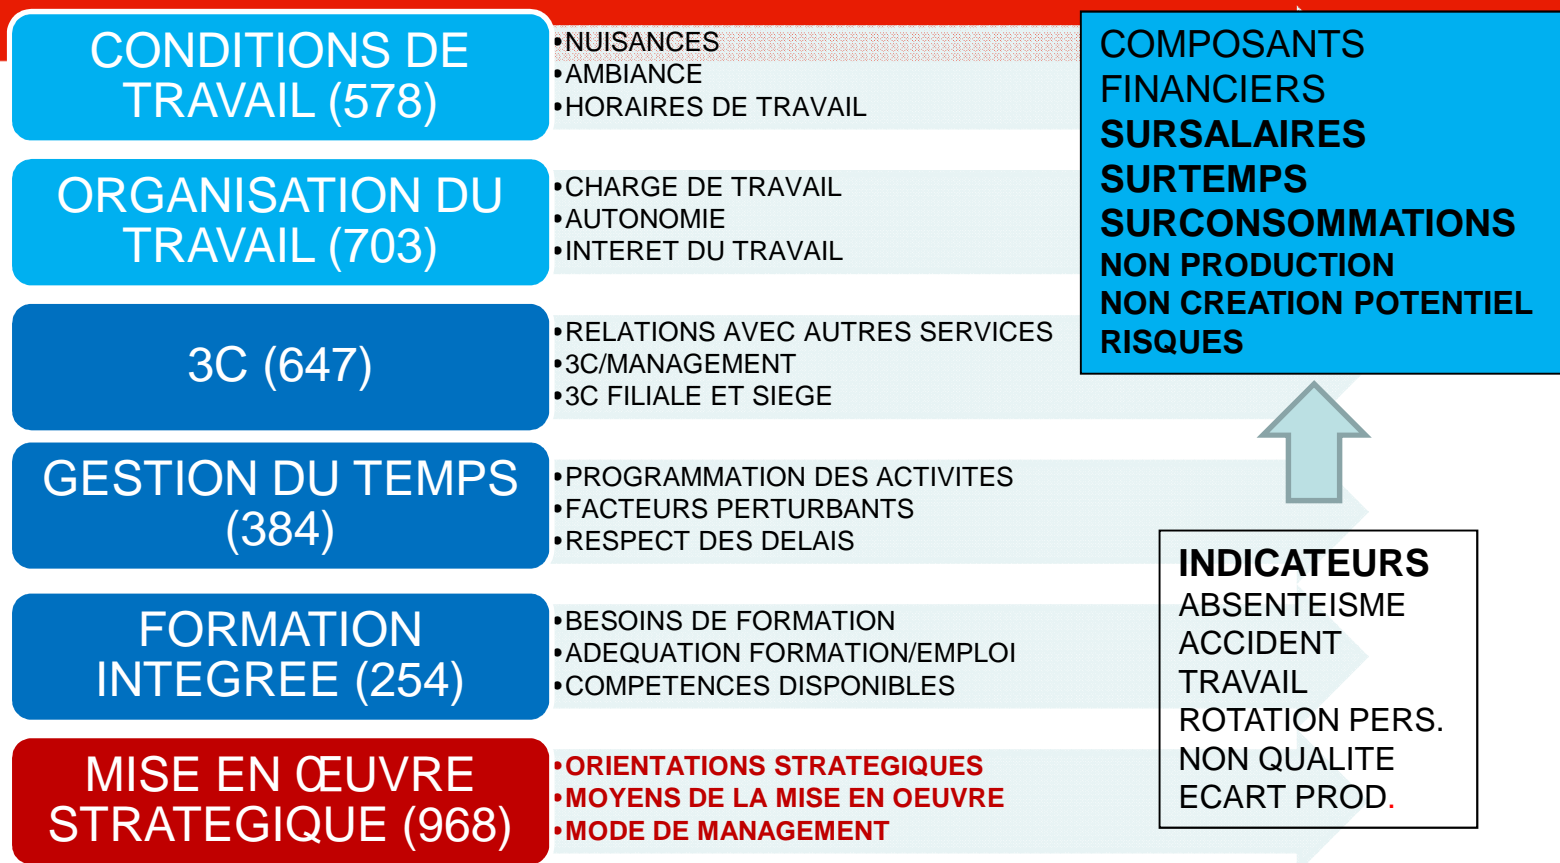 CONDITIONS DE
TRAVAIL (578)
•NUISANCES
•AMBIANCE
•HORAIRES DE TRAVAIL
ORGANISATION DU
TRAVAIL (703)
•CHARGE DE TRAVAIL
•AUTONOMIE
•INTERET DU TRAVAIL
3C (647)
•RELATIONS AVEC AUTRES SERVICES
•3C/MANAGEMENT
•3C FILIALE ET SIEGE
GESTION DU TEMPS
(384)
•PROGRAMMATION DES ACTIVITES
•FACTEURS PERTURBANTS
•RESPECT DES DELAIS
FORMATION
INTEGREE (254)
•BESOINS DE FORMATION
•ADEQUATION FORMATION/EMPLOI
•COMPETENCES DISPONIBLES
MISE EN ŒUVRE
STRATEGIQUE (968)
•ORIENTATIONS STRATEGIQUES
•MOYENS DE LA MISE EN OEUVRE
•MODE DE MANAGEMENT
COMPOSANTS
FINANCIERS
SURSALAIRES
SURTEMPS
SURCONSOMMATIONS
NON PRODUCTION
NON CREATION POTENTIEL
RISQUES
INDICATEURS
ABSENTEISME
ACCIDENT
TRAVAIL
ROTATION PERS.
NON QUALITE
ECART PROD.